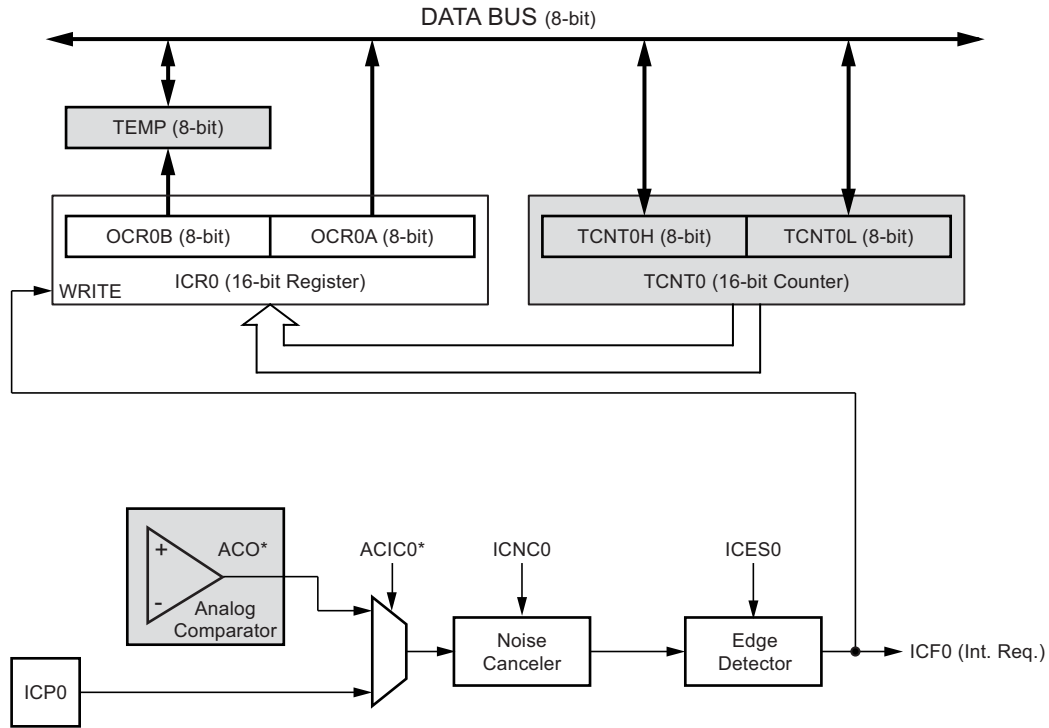 DATA BUS (8-bit)
TEMP (8-bit)
OCR0B (8-bit)
OCR0A (8-bit)
TCNT0H (8-bit)
TCNT0L (8-bit)
ICR0 (16-bit Register)
TCNT0 (16-bit Counter)
WRITE
+
ACO*
-
Analog
Comparator
ACIC0*
ICNC0
ICES0
Noise
Canceler
Edge
Detector
ICF0 (Int. Req.)
ICP0